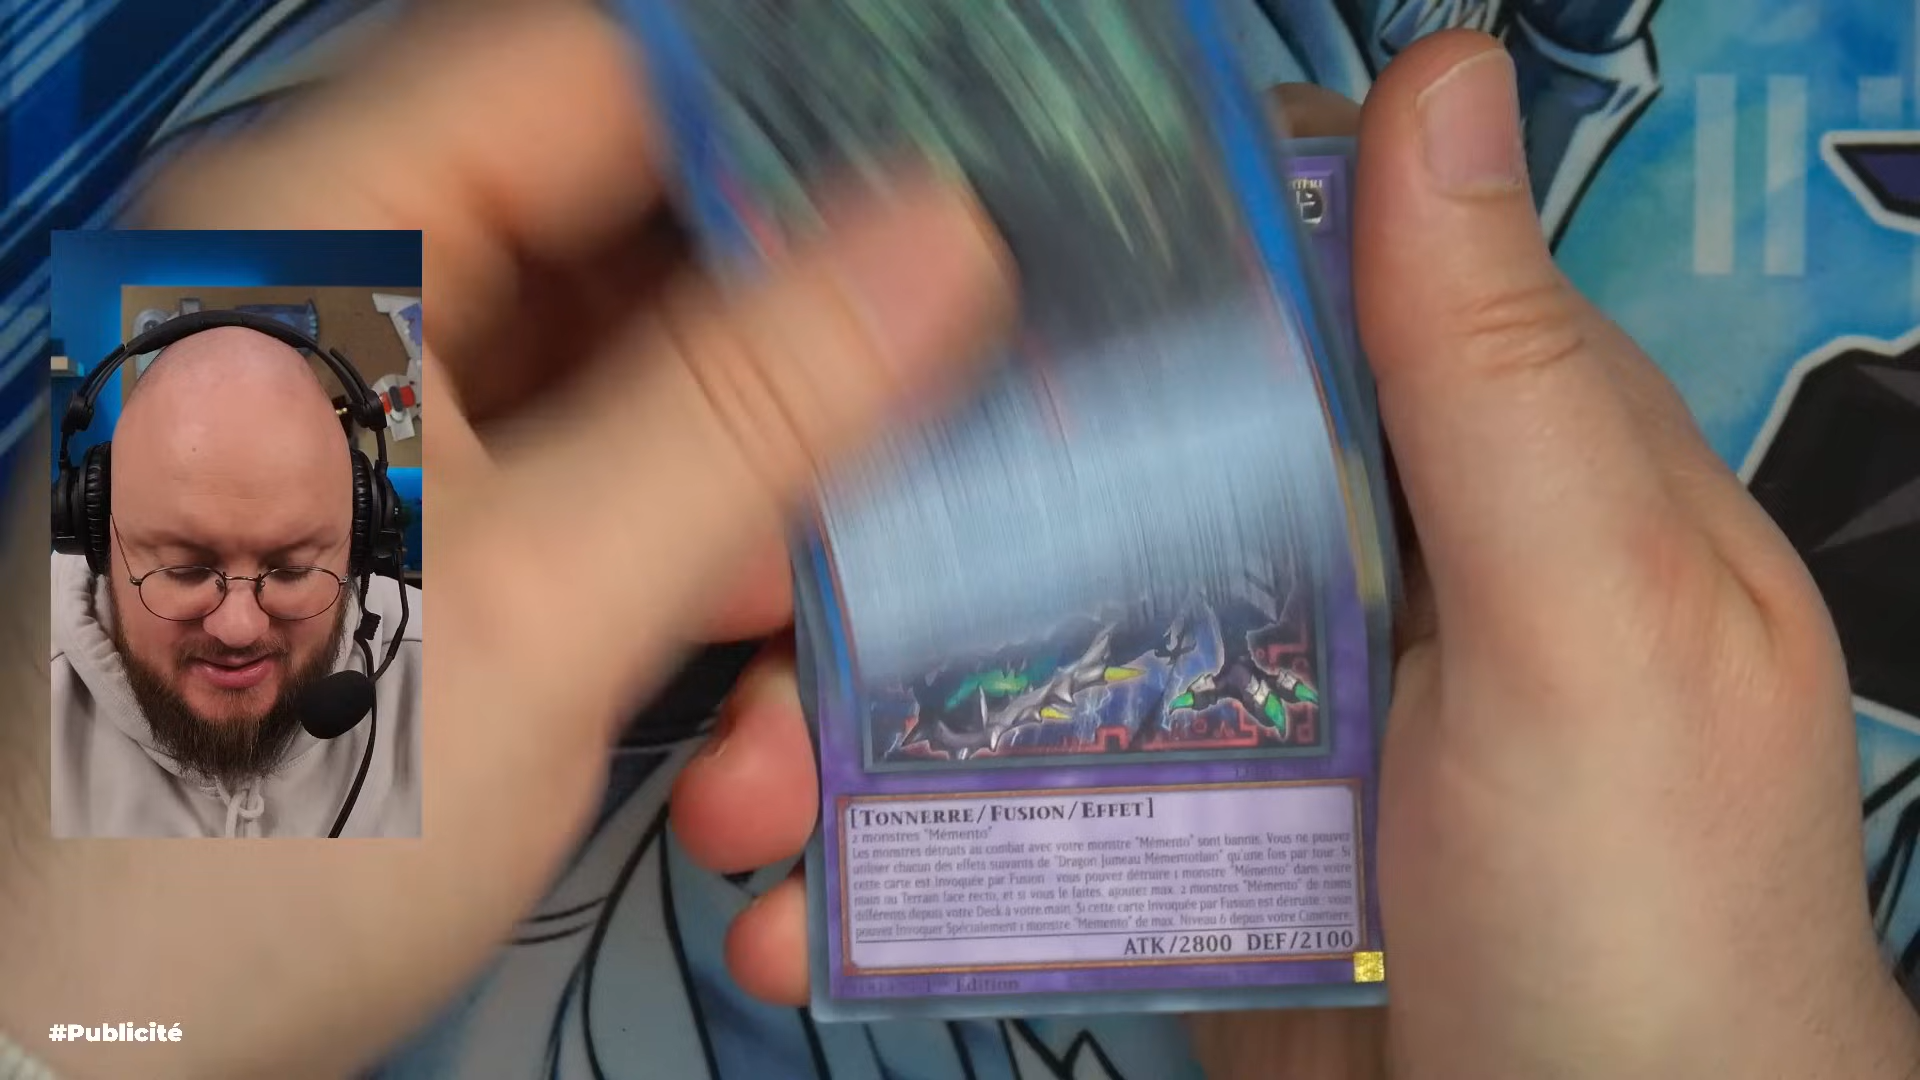 [TONNERRE/FUSION/EFFET]
2 monstres "Mémento"
Les monstres détruits au combat avec votre monstre "Mémento" sont bannis. Vous ne pouvez
utiliser chacun des effets suivants de "Dragon Jumeau Mémentotlan" qu'une fois par tour. Si
cette carte est Invoquée par Fusion : vous pouvez détruire 1 monstre "Mémento" dans votre
main ou Terrain face recto, et si vous le faites, ajoutez max. 2 monstres "Mémento" de noms
différents depuis votre Deck à votre main. Si cette carte Invoquée par Fusion est détruite : vous
pouvez Invoquer Spécialement 1 monstre "Mémento" de max. Niveau 6 depuis votre Cimetière.
ATK/2800 DEF/2100
Edition
#Publicité